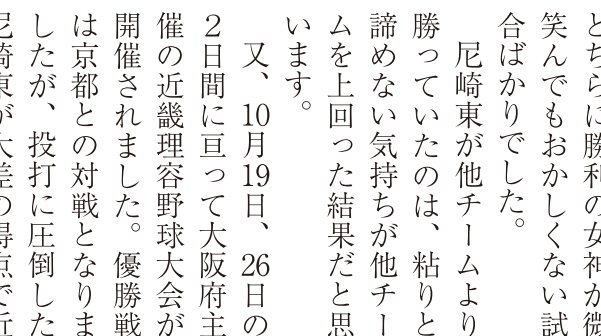 どちらに勝利の女神が微
笑んでもおかしくない試
合ばかりでした。
尼崎東が他チームより
勝っていたのは、粘りと
諦めない気持ちが他チー
ムを上回った結果だと思
います。
又、10月19日、26日の
２日間に亘って大阪府主
催の近畿理容野球大会が
開催されました。優勝戦
は京都との対戦となりま
したが、投打に圧倒した
尼崎東が大差の得点で近